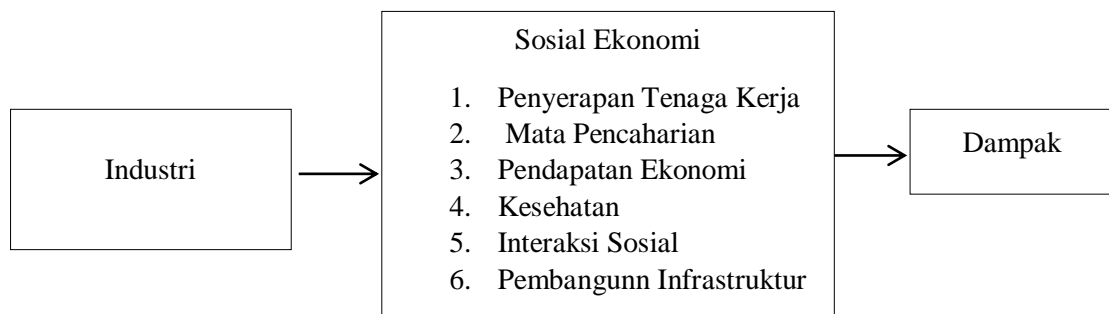 Industri
Sosial Ekonomi
1. Penyerapan Tenaga Kerja
2. Mata Pencaharian
3. Pendapatan Ekonomi
4. Kesehatan
5. Interaksi Sosial
6. Pembangunn Infrastruktur
Dampak